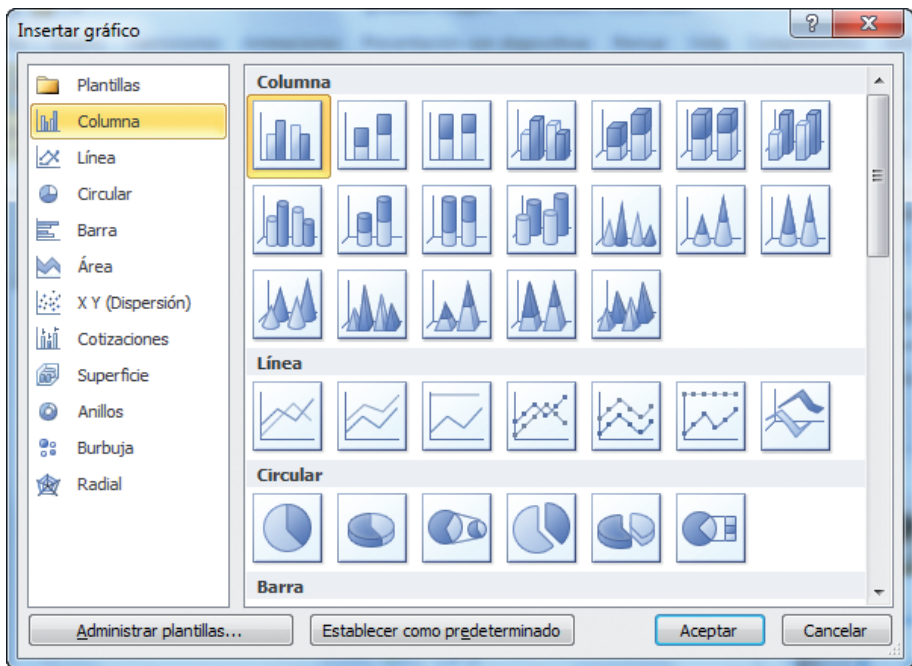 Insertar gráfico
Plantillas
Columna
Línea
Circular
Barra
Área
X Y (Dispersión)
Cotizaciones
Superficie
Anillos
Burbuja
Radial
Columna
Línea
Circular
Barra
Administrar plantillas...
Establecer como predeterminado
Aceptar
Cancelar